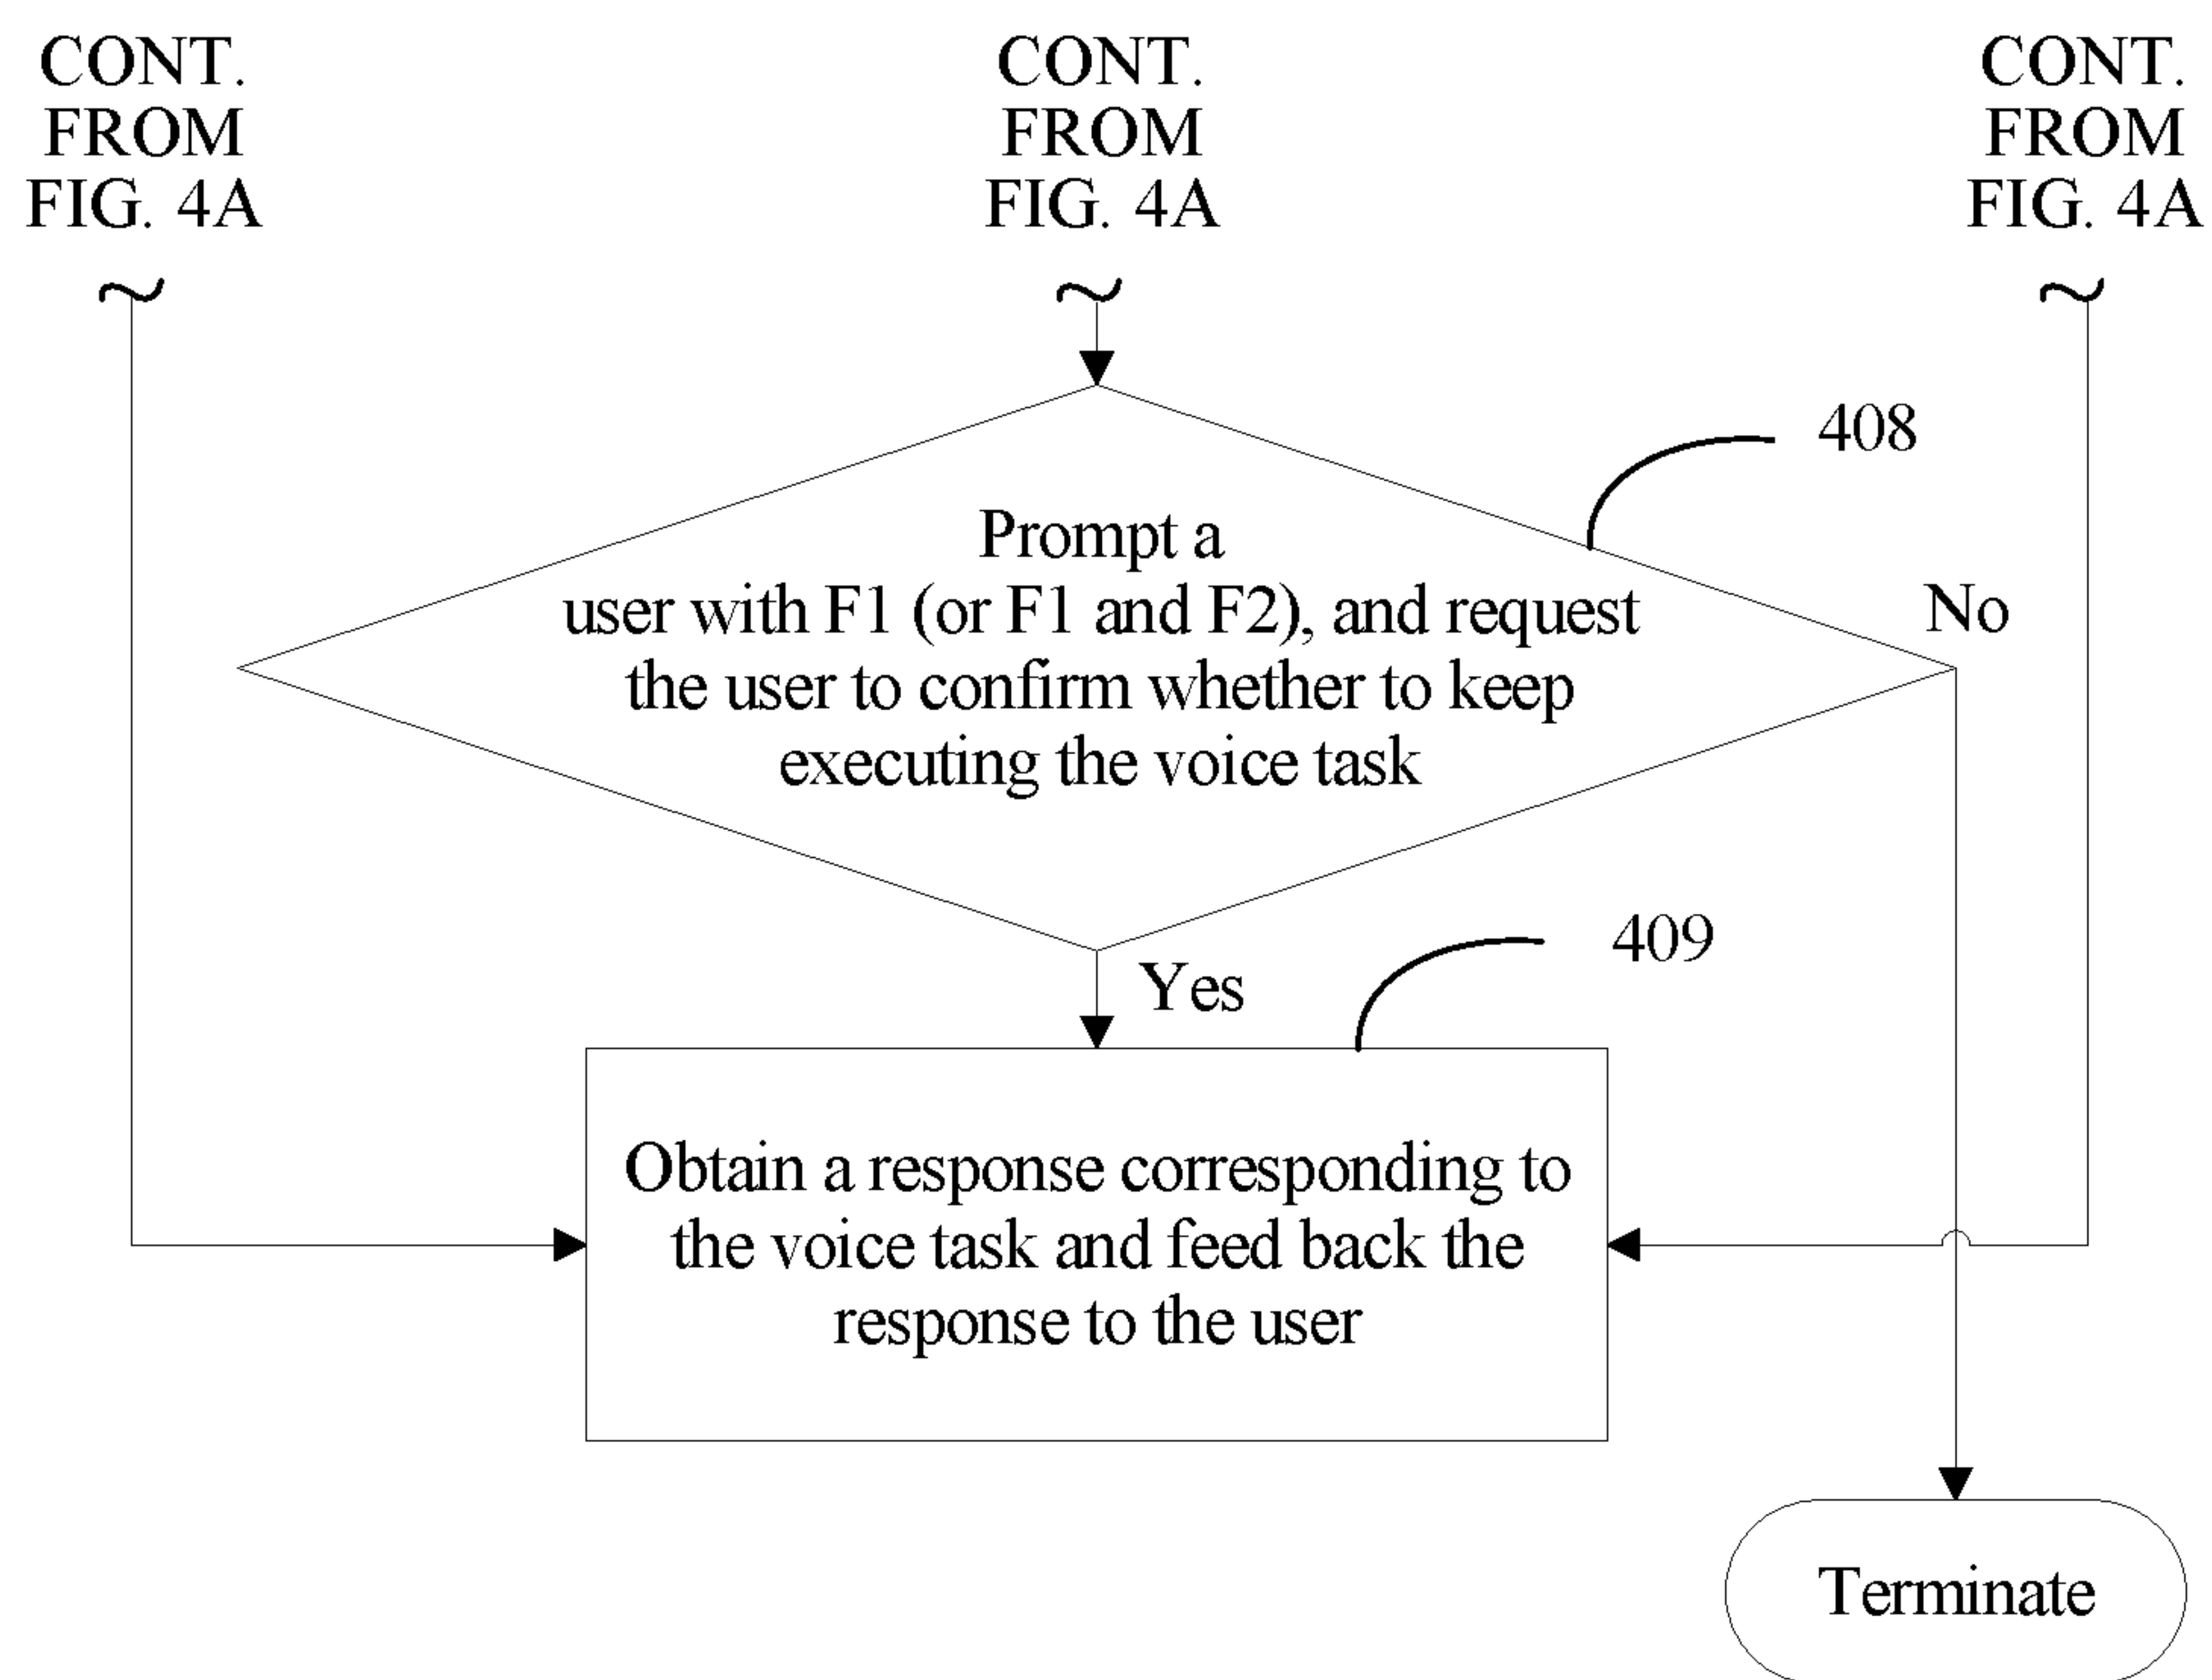 CONT.
FROM
FIG. 4A
CONT.
FROM
FIG. 4A
CONT.
FROM
FIG. 4A
408
Prompt a
user with F1 (or F1 and F2), and request
the user to confirm whether to keep
executing the voice task
No
Yes
409
Obtain a response corresponding to
the voice task and feed back the
response to the user
Terminate